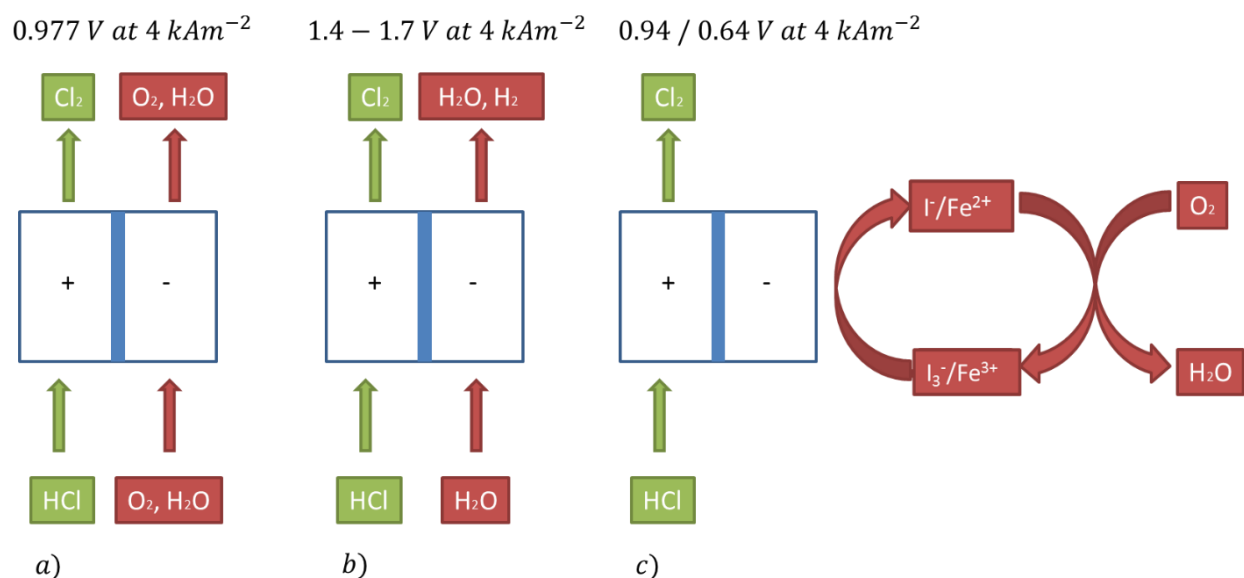 0.977 V at 4 kAm⁻²
1.4 − 1.7 V at 4 kAm⁻²
0.94 / 0.64 V at 4 kAm⁻²
Cl₂
O₂, H₂O
Cl₂
H₂O, H₂
Cl₂
I⁻/Fe²⁺
O₂
+
-
+
-
+
-
I₃⁻/Fe³⁺
H₂O
HCl
O₂, H₂O
HCl
H₂O
HCl
a)
b)
c)